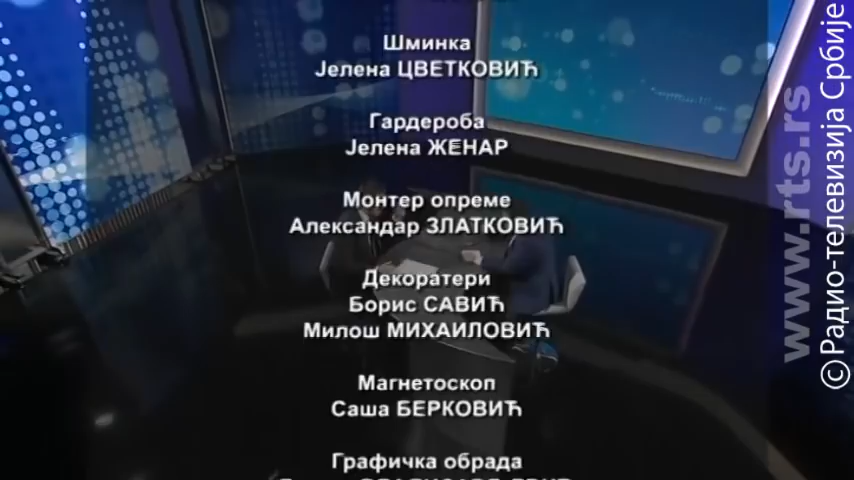 Шминка
Јелена ЦВЕТКОВИЋ
Гардероба
Јелена ЖЕНАР
Монтер опреме
Александар ЗЛАТКОВИЋ
Декоратери
Борис САВИЋ
Милош МИХАИЛОВИЋ
Магнетоскоп
Саша БЕРКОВИЋ
Графичка обрада
www.rts.rs
© Радио-телевизија Србије